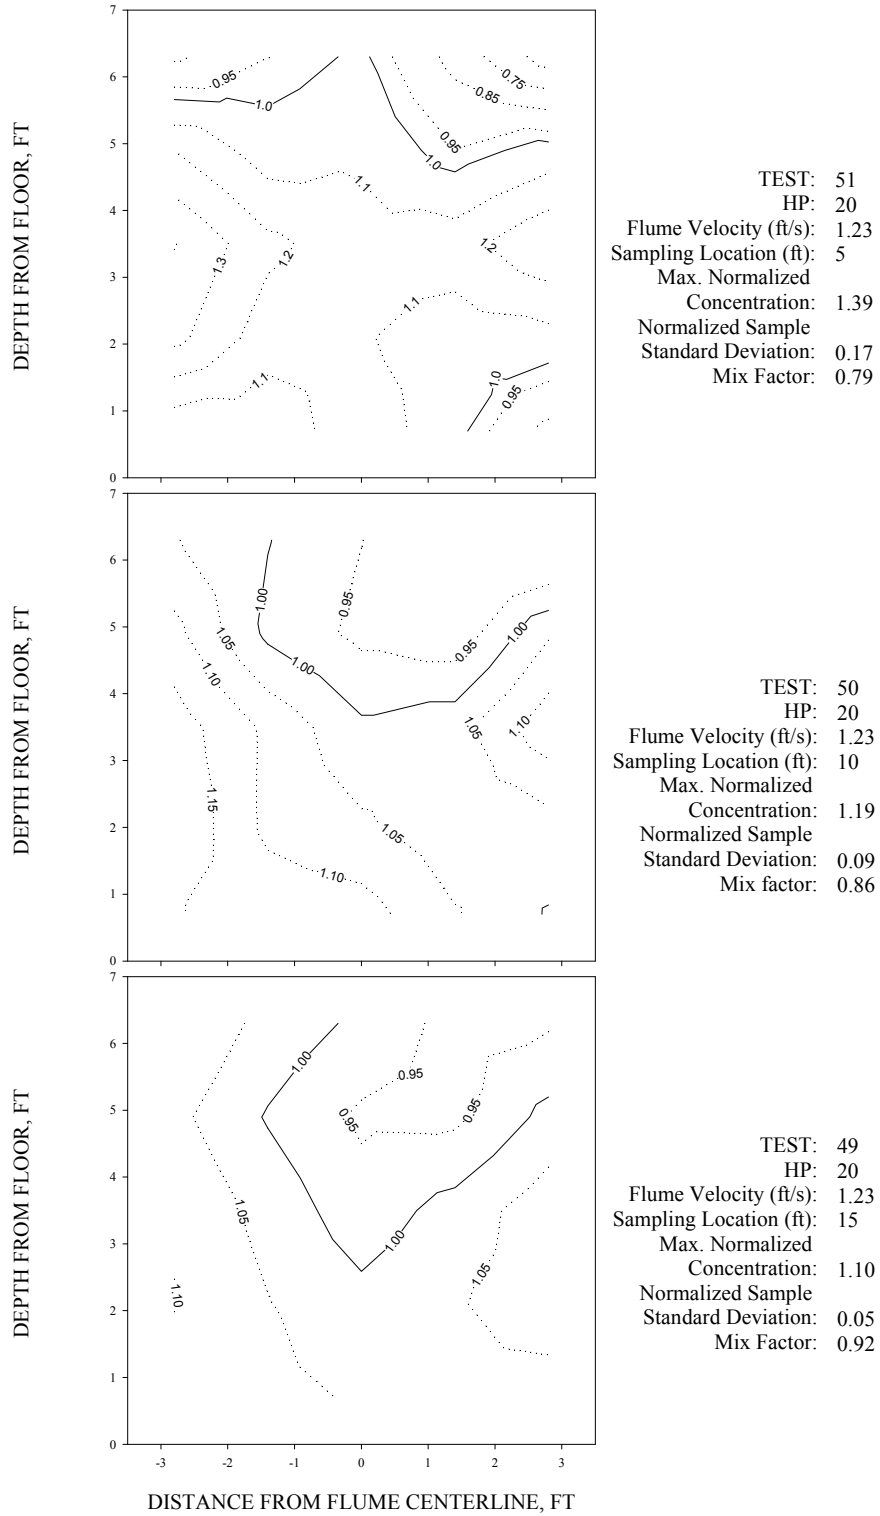 DEPTH FROM FLOOR, FT
7
6
5
4
3
2
1
0
0.95
1.0
0.75
0.85
0.95
1.0
1.1
1.2
1.3
1.2
1.1
1.1
1.0
0.95
TEST: 51
HP: 20
Flume Velocity (ft/s): 1.23
Sampling Location (ft): 5
Max. Normalized
Concentration: 1.39
Normalized Sample
Standard Deviation: 0.17
Mix Factor: 0.79
DEPTH FROM FLOOR, FT
7
6
5
4
3
2
1
0
1.00
0.95
1.05
1.00
0.95
1.00
1.10
1.05
1.10
1.15
1.05
1.10
TEST: 50
HP: 20
Flume Velocity (ft/s): 1.23
Sampling Location (ft): 10
Max. Normalized
Concentration: 1.19
Normalized Sample
Standard Deviation: 0.09
Mix factor: 0.86
DEPTH FROM FLOOR, FT
7
6
5
4
3
2
1
0
1.00
0.95
0.95
0.95
1.05
1.00
1.05
1.10
TEST: 49
HP: 20
Flume Velocity (ft/s): 1.23
Sampling Location (ft): 15
Max. Normalized
Concentration: 1.10
Normalized Sample
Standard Deviation: 0.05
Mix Factor: 0.92
-3 -2 -1 0 1 2 3
DISTANCE FROM FLUME CENTERLINE, FT